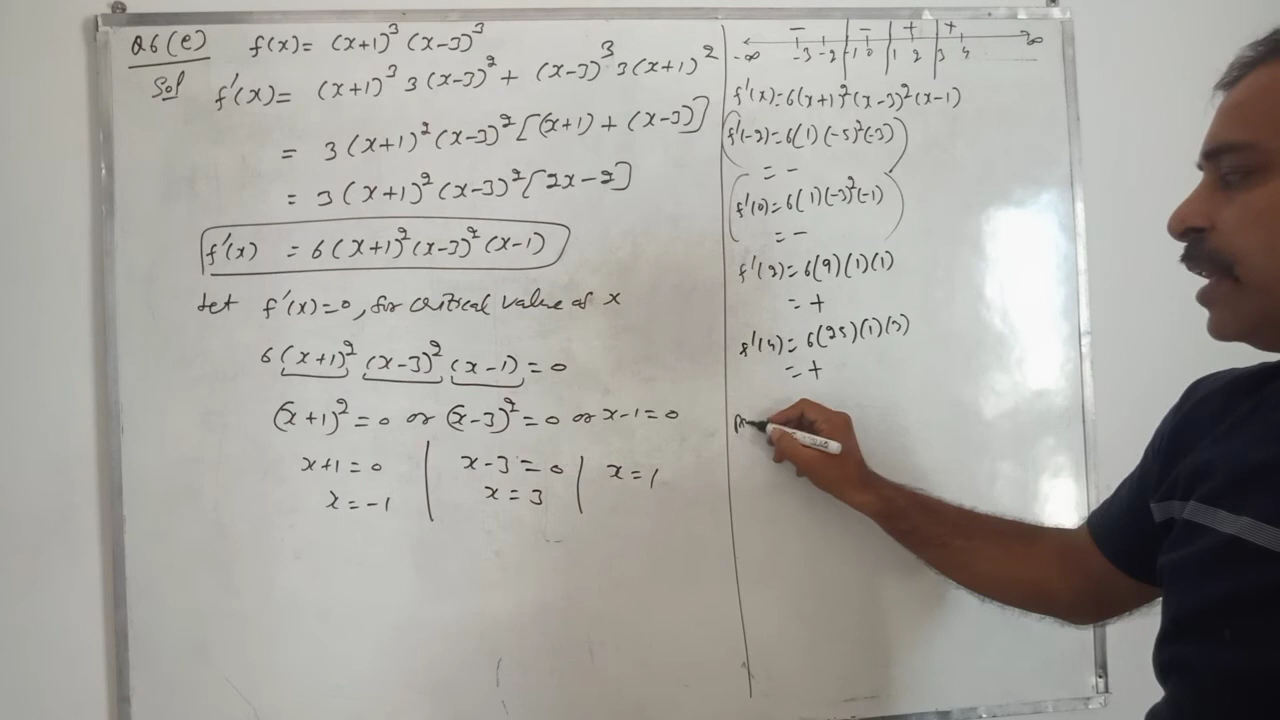 Q6(e) f(x) = (x+1)³ (x-3)³
Sol f'(x) = (x+1)³ 3(x-3)² + (x-3)³ 3(x+1)²
= 3(x+1)² (x-3)² [(x+1) + (x-3)]
= 3(x+1)² (x-3)² [2x-2]
f'(x) = 6(x+1)² (x-3)² (x-1)
Let f'(x)=0, for critical value of x
6(x+1)² (x-3)² (x-1) = 0
(x+1)² = 0 or (x-3)² = 0 or x-1 = 0
x+1 = 0 | x-3 = 0 | x = 1
x = -1 | x = 3
- - + +
-∞ -3 -2 -1 0 1 2 3 4 ∞
f'(x) = 6(x+1)²(x-3)²(x-1)
f'(-2) = 6(1)(-5)²(-3)
= -
f'(0) = 6(1)(-3)²(-1)
= -
f'(2) = 6(9)(1)(1)
= +
f'(4) = 6(25)(1)(3)
= +